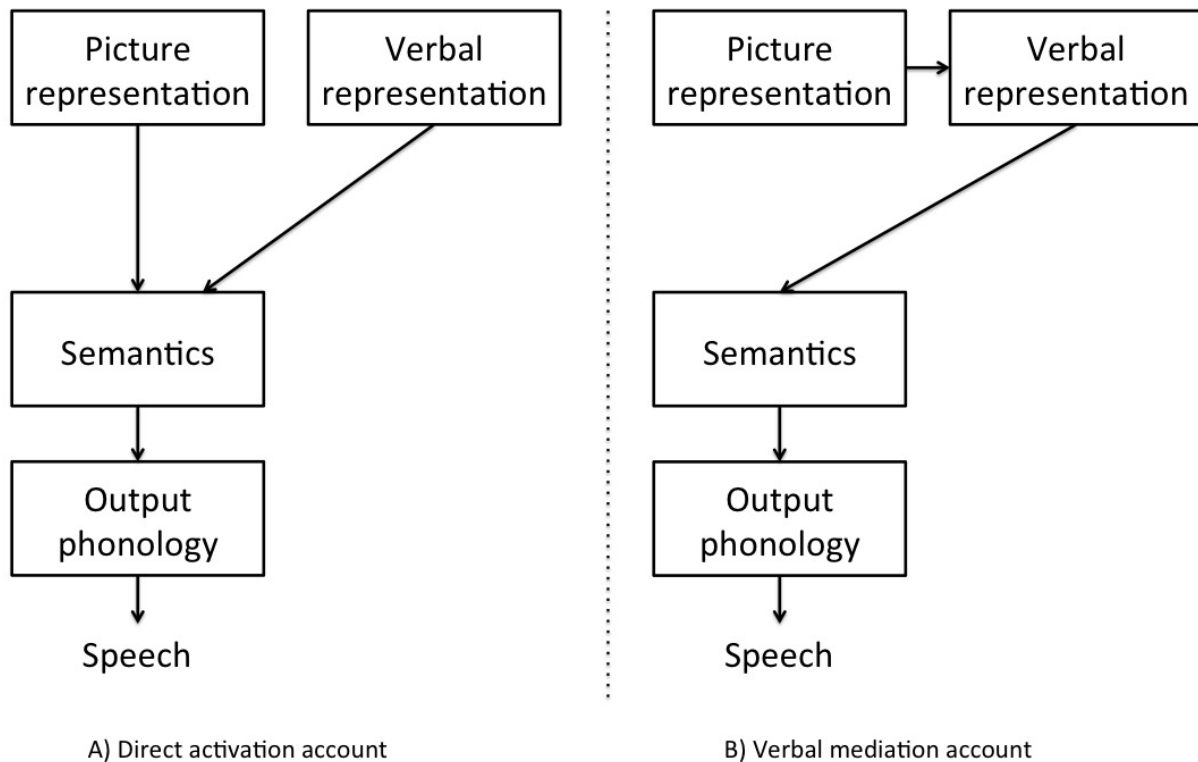 Picture
representation
Verbal
representation
Semantics
Output
phonology
Speech
A) Direct activation account
Picture
representation
Verbal
representation
Semantics
Output
phonology
Speech
B) Verbal mediation account